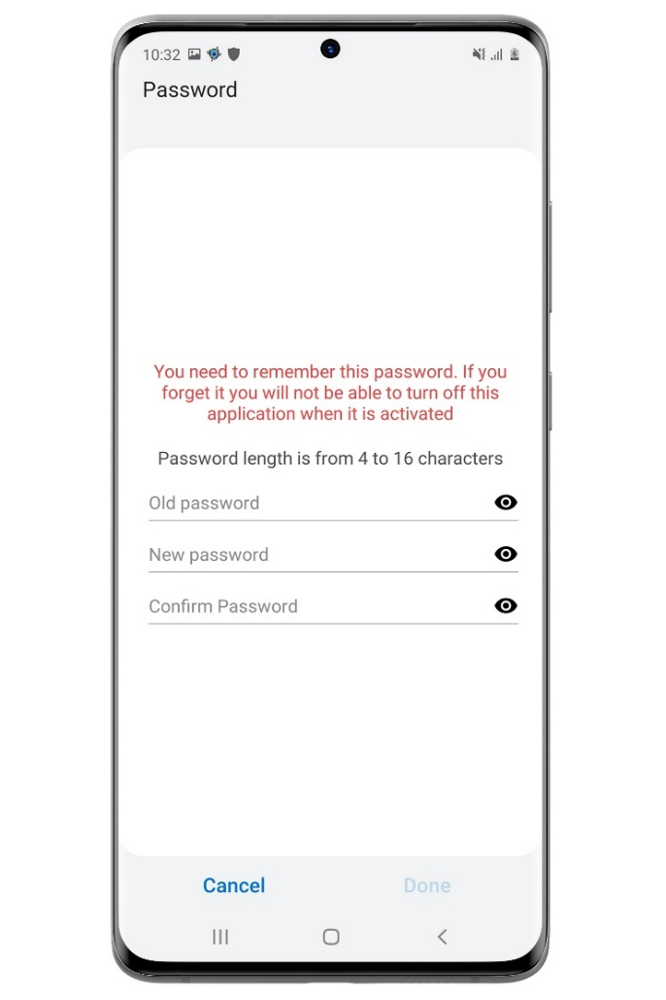 10:32
Password
You need to remember this password. If you
forget it you will not be able to turn off this
application when it is activated
Password length is from 4 to 16 characters
Old password
New password
Confirm Password
Cancel
Done